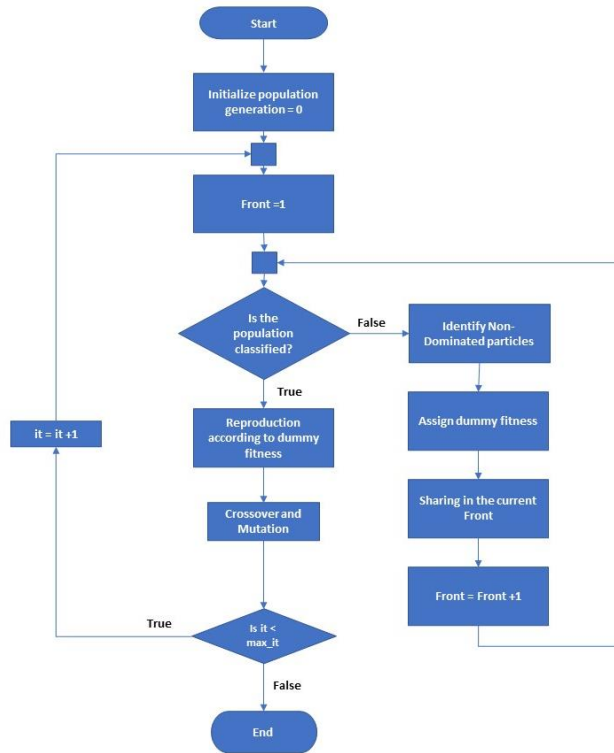 Start
Initialize population
generation = 0
Front =1
Is the
population
classified?
False
Identify Non-
Dominated particles
True
Assign dummy fitness
Reproduction
according to dummy
fitness
it = it +1
Sharing in the current
Front
Crossover and
Mutation
Front = Front +1
True
Is it <
max_it
False
End